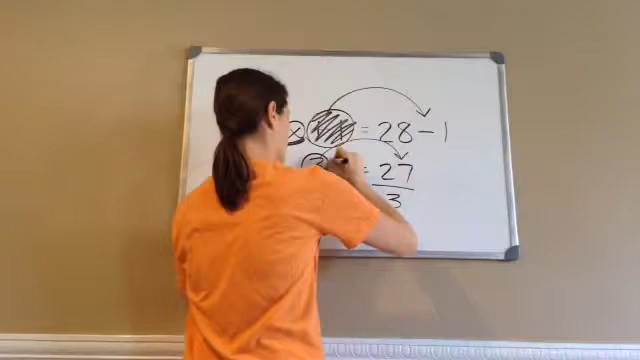 x = 28 - 1
= 27
3